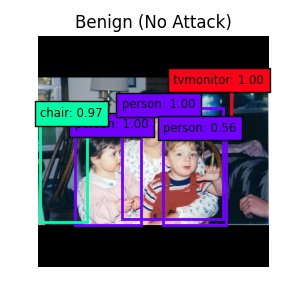 Benign (No Attack)
tvmonitor: 1.00
person: 1.00
chair: 0.97
person: 1.00
person: 0.56